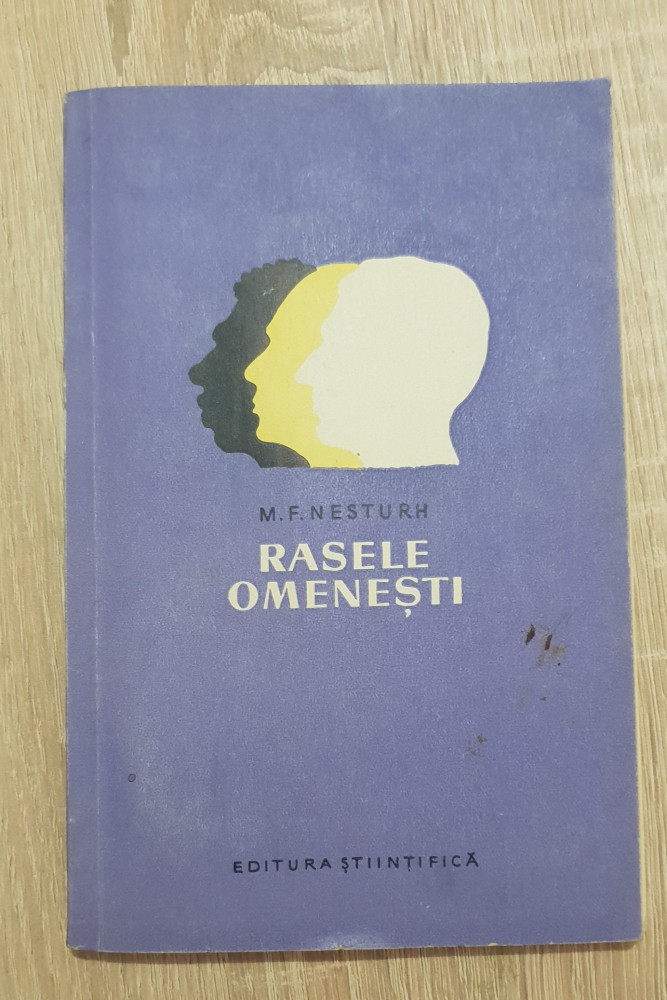 M.F.NESTURH
RASELE
OMENEȘTI
EDITURA ȘTIINȚIFICĂ